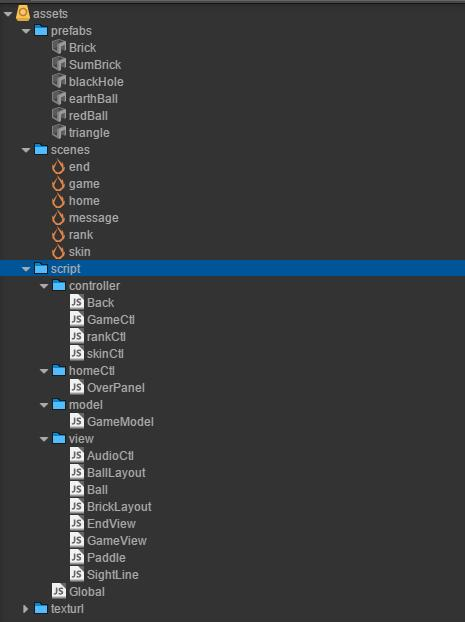 assets
prefabs
Brick
SumBrick
blackHole
earthBall
redBall
triangle
scenes
end
game
home
message
rank
skin
script
controller
JS Back
JS GameCtl
JS rankCtl
JS skinCtl
homeCtl
JS OverPanel
model
JS GameModel
view
JS AudioCtl
JS BallLayout
JS Ball
JS BrickLayout
JS EndView
JS GameView
JS Paddle
JS SightLine
JS Global
texturl